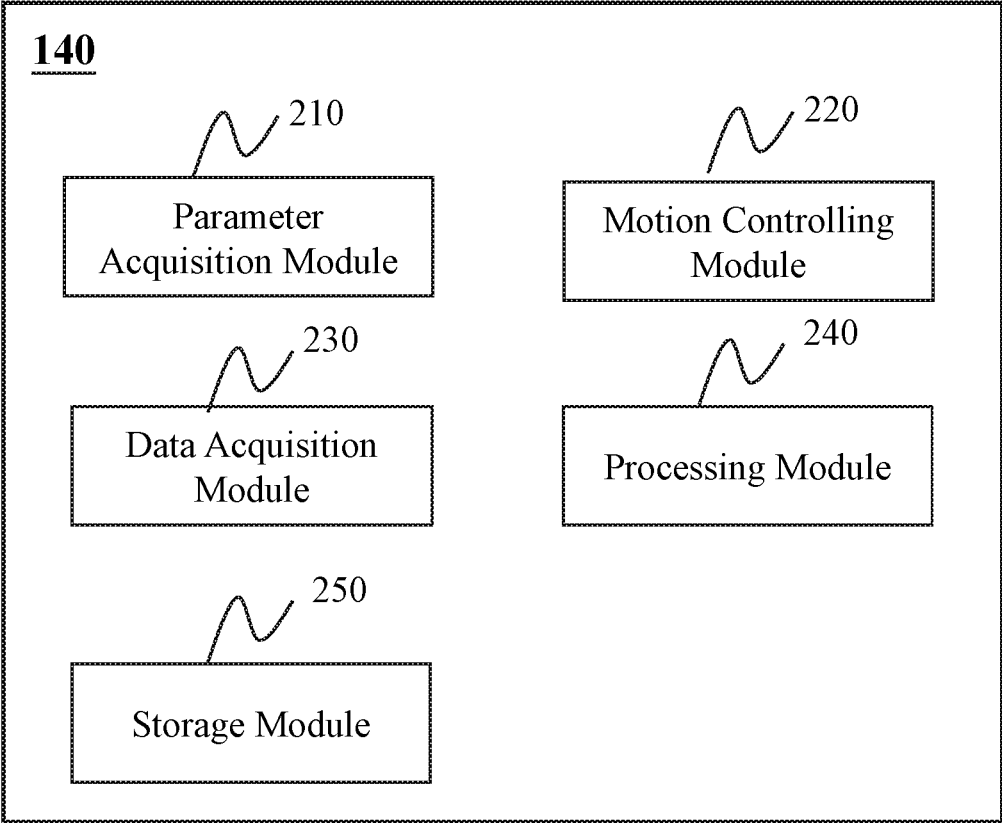 140
210
Parameter
Acquisition Module
220
Motion Controlling
Module
230
Data Acquisition
Module
240
Processing Module
250
Storage Module